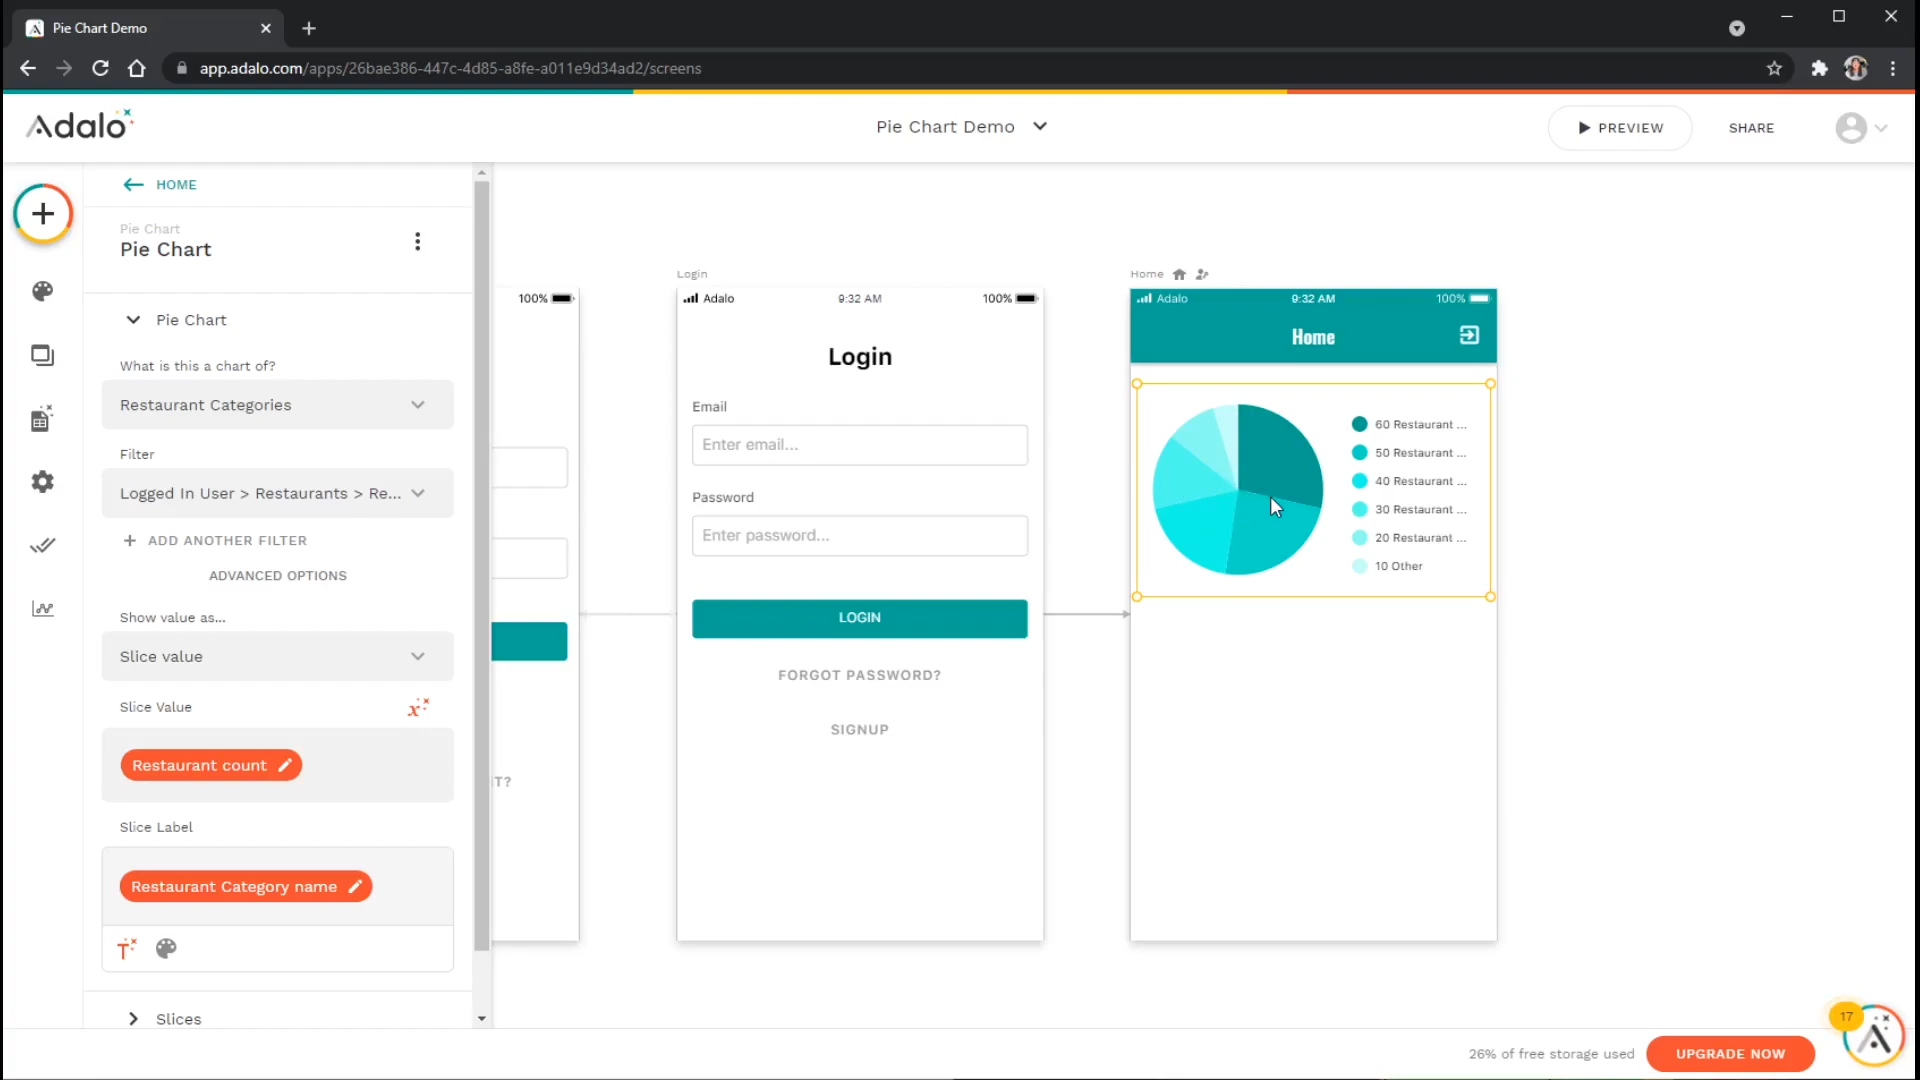 Pie Chart Demo
app.adalo.com/apps/26bae386-447c-4d85-a8fe-a011e9d34ad2/screens
Adalo
Pie Chart Demo
PREVIEW
SHARE
HOME
Pie Chart
Pie Chart
Pie Chart
What is this a chart of?
Restaurant Categories
Filter
Logged In User > Restaurants > Re...
ADD ANOTHER FILTER
ADVANCED OPTIONS
Show value as...
Slice value
Slice Value
Restaurant count
Slice Label
Restaurant Category name
Slices
100%
T?
Login
Adalo 9:32 AM 100%
Login
Email
Enter email...
Password
Enter password...
LOGIN
FORGOT PASSWORD?
SIGNUP
Home
Adalo 9:32 AM 100%
Home
60 Restaurant ...
50 Restaurant ...
40 Restaurant ...
30 Restaurant ...
20 Restaurant ...
10 Other
17
26% of free storage used
UPGRADE NOW